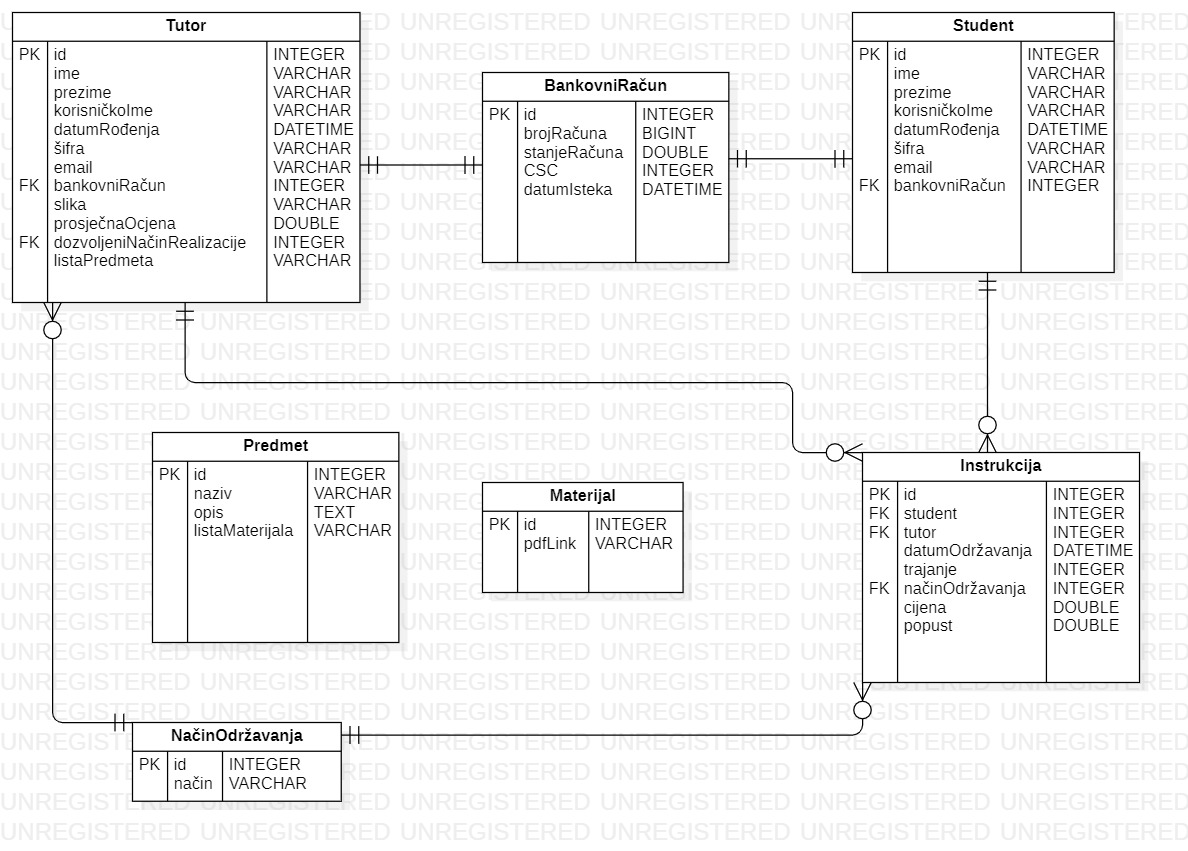 Tutor
PK id INTEGER
ime VARCHAR
prezime VARCHAR
korisničkoIme VARCHAR
datumRođenja DATETIME
šifra VARCHAR
email VARCHAR
FK bankovniRačun INTEGER
slika VARCHAR
prosječnaOcjena DOUBLE
FK dozvoljeniNačinRealizacije INTEGER
listaPredmeta VARCHAR
BankovniRačun
PK id INTEGER
brojRačuna BIGINT
stanjeRačuna DOUBLE
CSC INTEGER
datumIsteka DATETIME
Student
PK id INTEGER
ime VARCHAR
prezime VARCHAR
korisničkoIme VARCHAR
datumRođenja DATETIME
šifra VARCHAR
email VARCHAR
FK bankovniRačun INTEGER
Predmet
PK id INTEGER
naziv VARCHAR
opis TEXT
listaMaterijala VARCHAR
Materijal
PK id INTEGER
pdfLink VARCHAR
Instrukcija
PK id INTEGER
FK student INTEGER
FK tutor INTEGER
datumOdržavanja DATETIME
trajanje INTEGER
FK načinOdržavanja INTEGER
cijena DOUBLE
popust DOUBLE
NačinOdržavanja
PK id INTEGER
način VARCHAR
UNREGISTERED UNREGISTERED UNREGISTERED UNREGISTERED UNREGISTERED UNREGISTERED